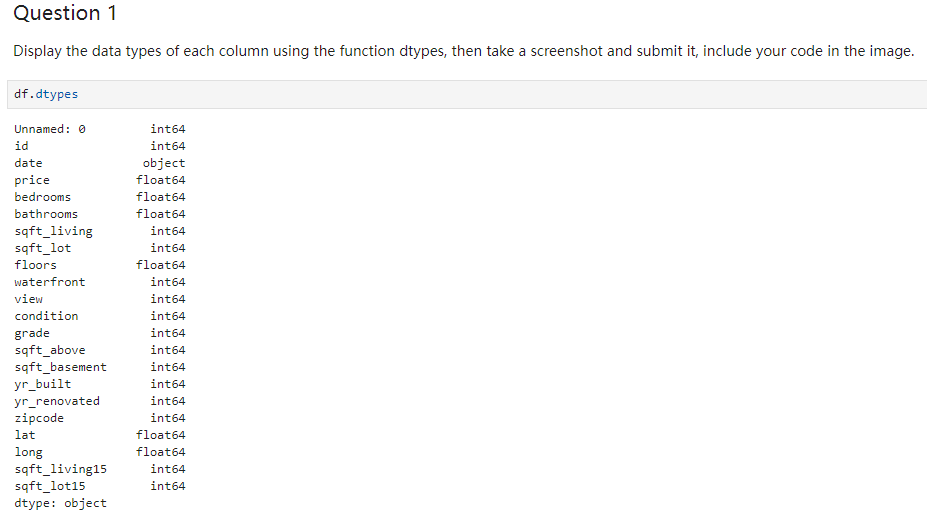 Question 1
Display the data types of each column using the function dtypes, then take a screenshot and submit it, include your code in the image.
df.dtypes
Unnamed: 0 int64
id int64
date object
price float64
bedrooms float64
bathrooms float64
sqft_living int64
sqft_lot int64
floors float64
waterfront int64
view int64
condition int64
grade int64
sqft_above int64
sqft_basement int64
yr_built int64
yr_renovated int64
zipcode int64
lat float64
long float64
sqft_living15 int64
sqft_lot15 int64
dtype: object